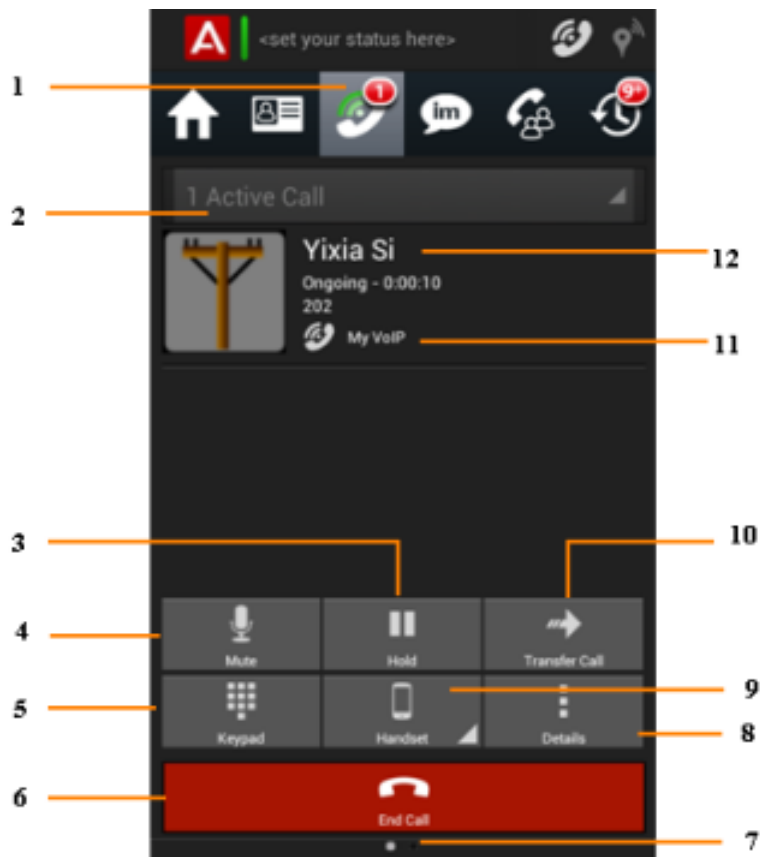 A <set your status here>
1
1 im 9+
1 Active Call
2
Yixia Si
12
Ongoing - 0:00:10
202
My VoIP
11
3
10
4
Mute Hold Transfer Call
9
5
Keypad Handset Details
8
6
End Call
7